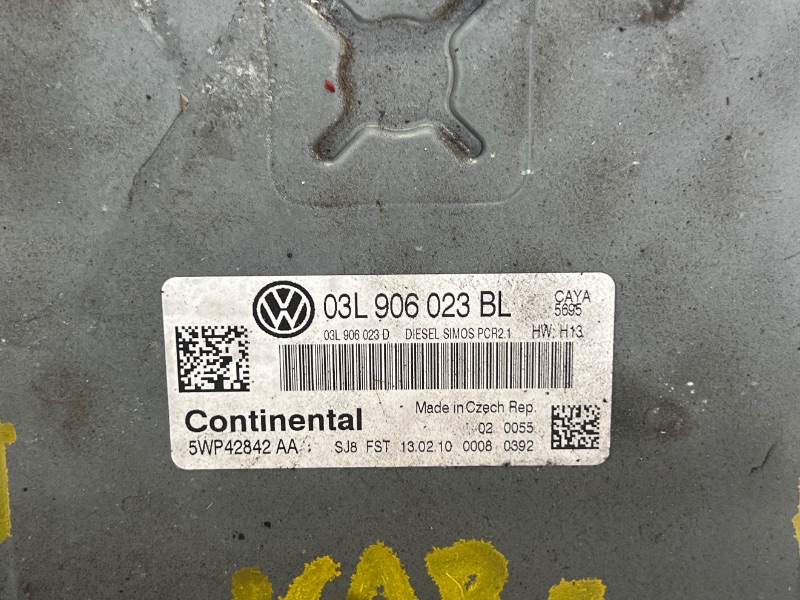 03L 906 023 BL
CAYA
5695
03L 906 023 D DIESEL SIMOS PCR2.1 HW: H13
Continental
Made in Czech Rep.
02 0055
5WP42842 AA SJ8 FST 13.02.10 0008 0392